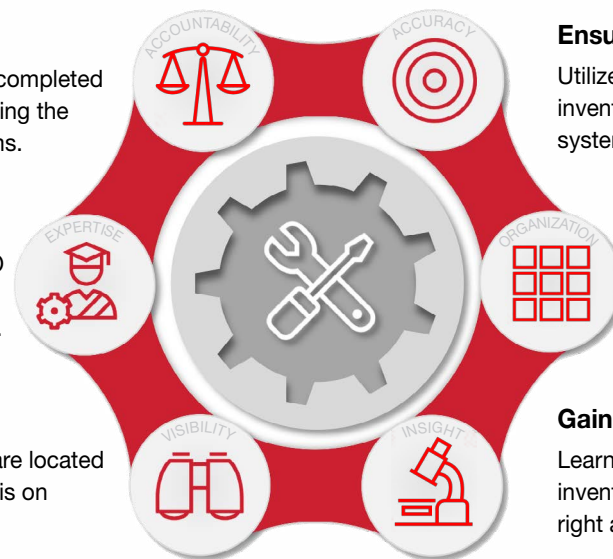 ACCOUNTABILITY
completed
ing the
ns.
EXPERTISE
VISIBILITY
are located
is on
ACCURACY
Ensu
Utilize
invent
system
ORGANIZATION
INSIGHT
Gain
Learn
invent
right a